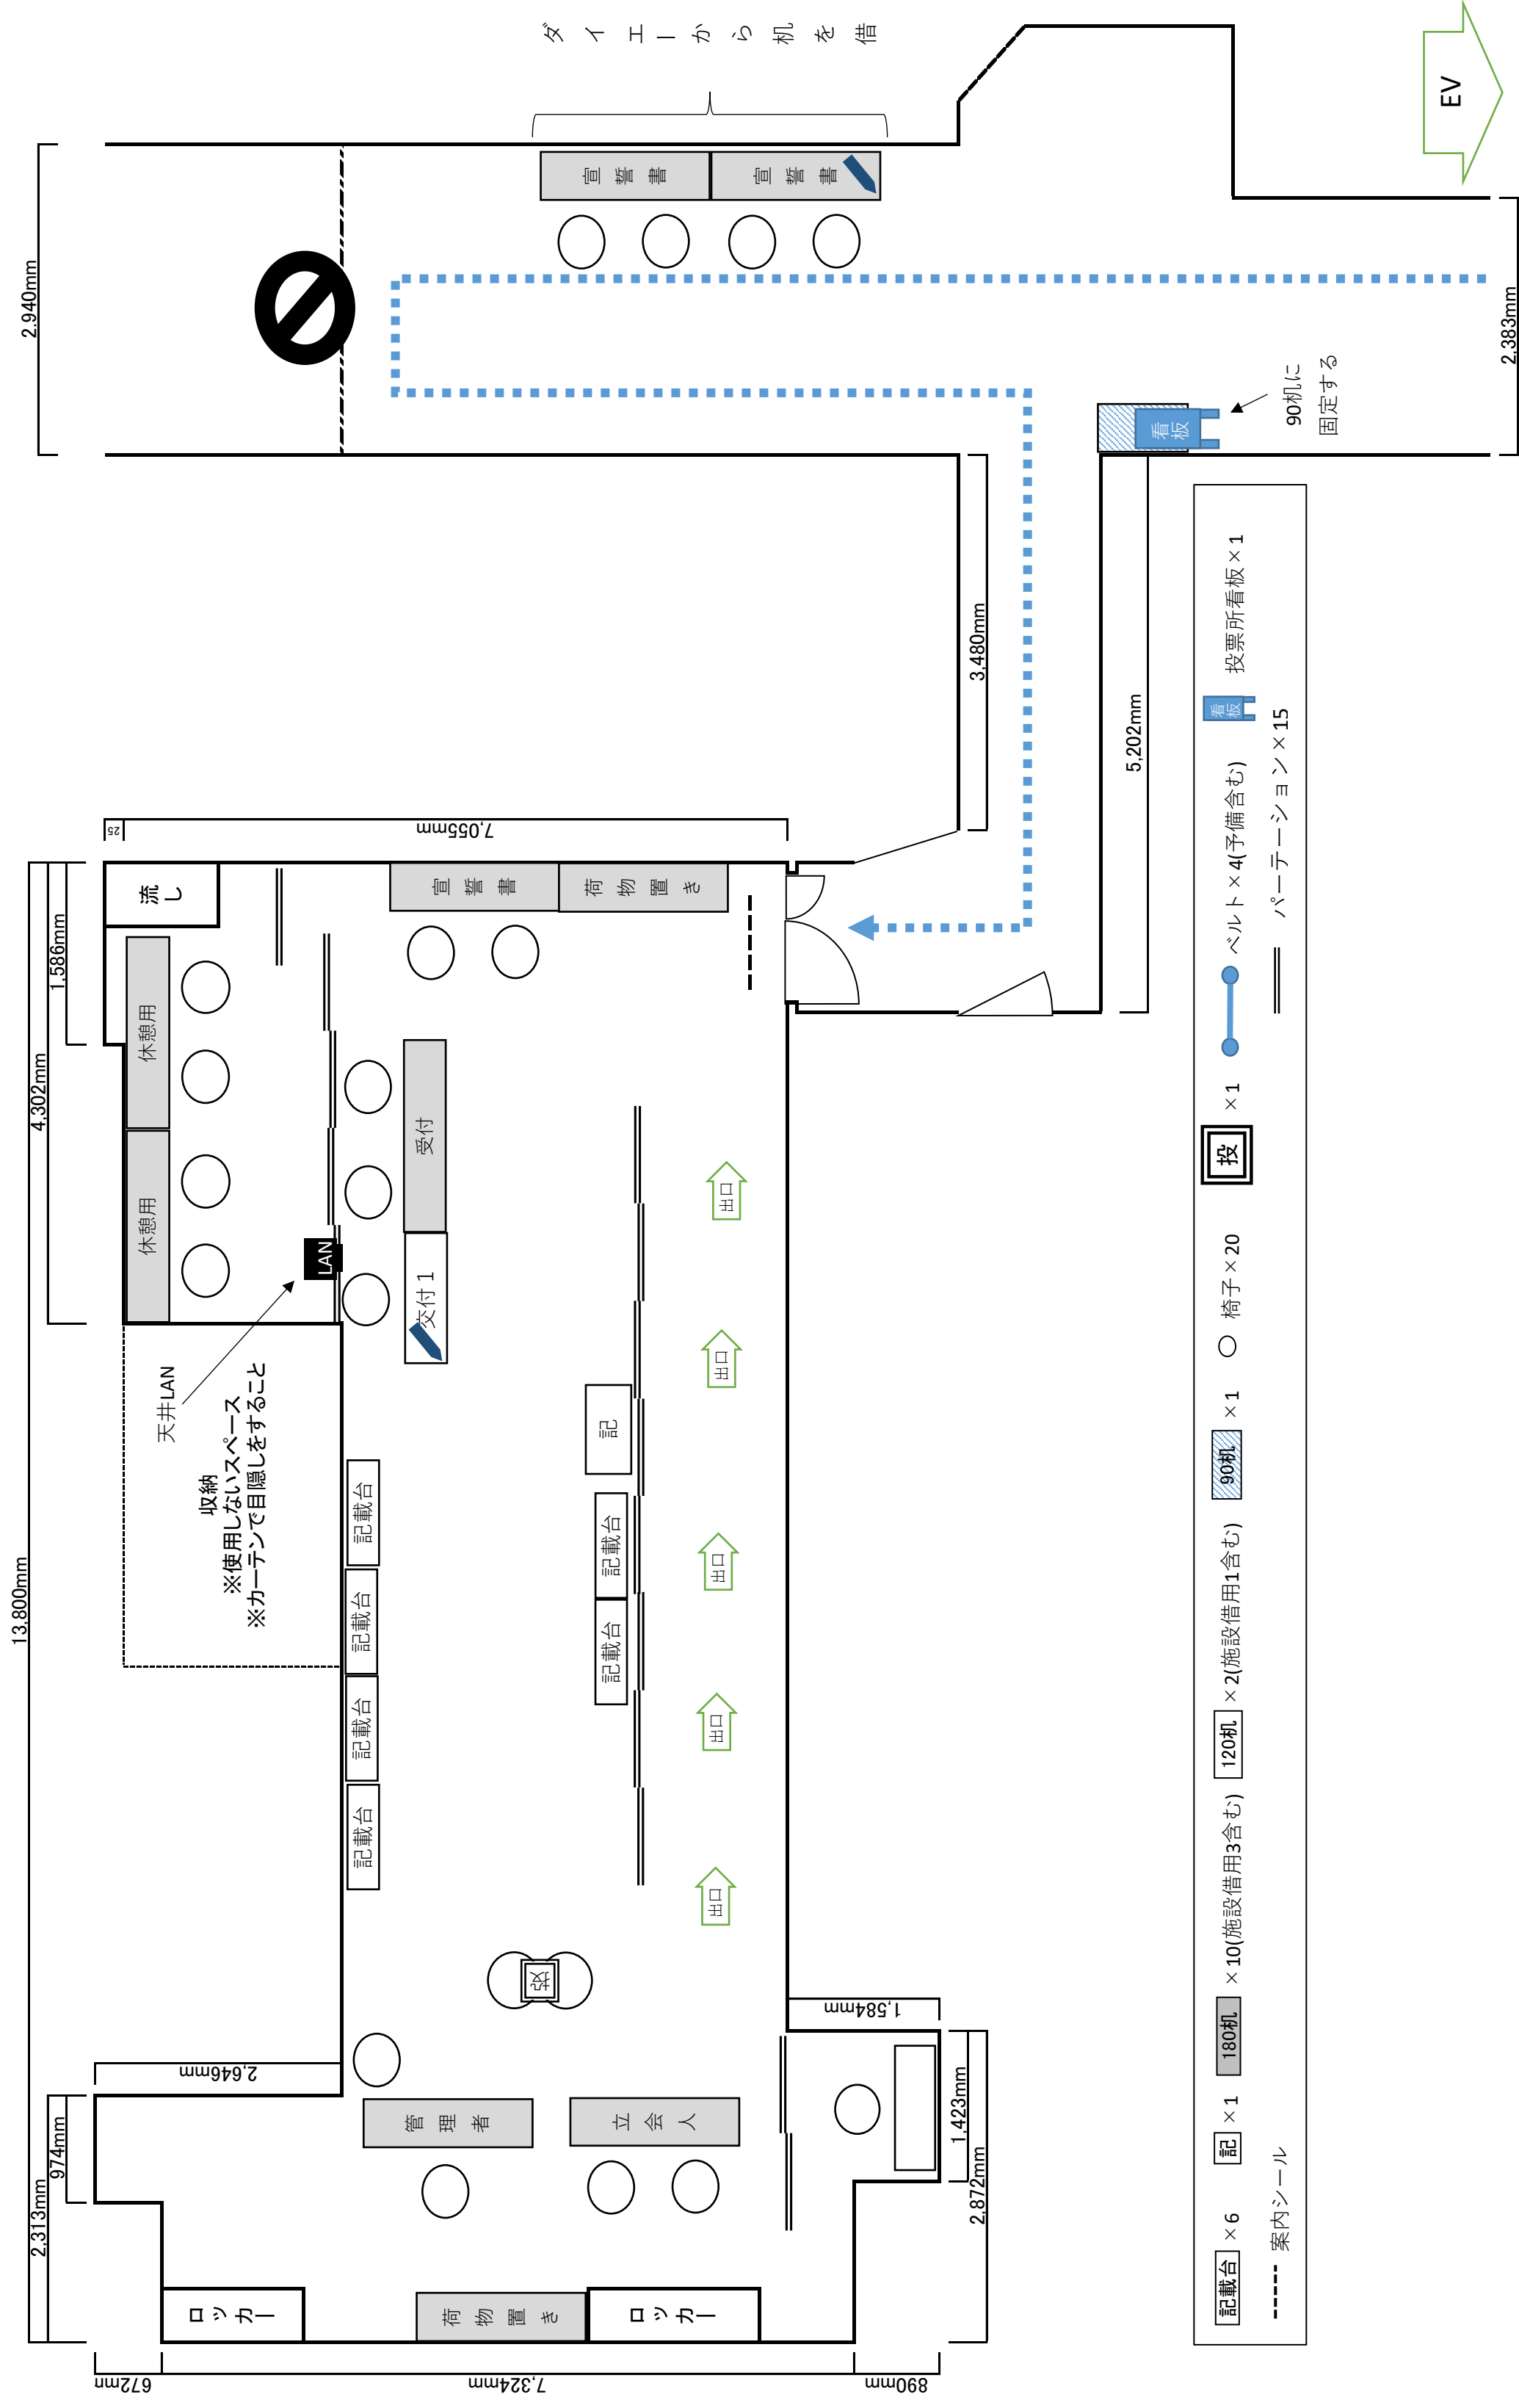 ダイエーから机を借
EV
2.940mm
宣誓書
宣誓書
2,383mm
看板
90机に
固定する
3,480mm
5,202mm
25
7,055mm
流し
宣誓書
荷物置き
1,586mm
4,302mm
13,800mm
休憩用
休憩用
受付
交付1
LAN
天井LAN
収納
※使用しないスペース
※カーテンで目隠しをすること
出口
出口
出口
出口
出口
記
記載台
記載台
記載台
記載台
記載台
記載台
投
2,646mm
1,584mm
管理者
立会人
974mm
2,313mm
1,423mm
2,872mm
ロッカー
荷物置き
ロッカー
672mm
7,324mm
890mm
記載台 ×6
記 ×1
180机 ×10(施設借用3含む)
120机 ×2(施設借用1含む)
90机 ×1
椅子×20
投 ×1
ベルト×4(予備含む)
看板 投票所看板×1
案内シール
パーテーション×15